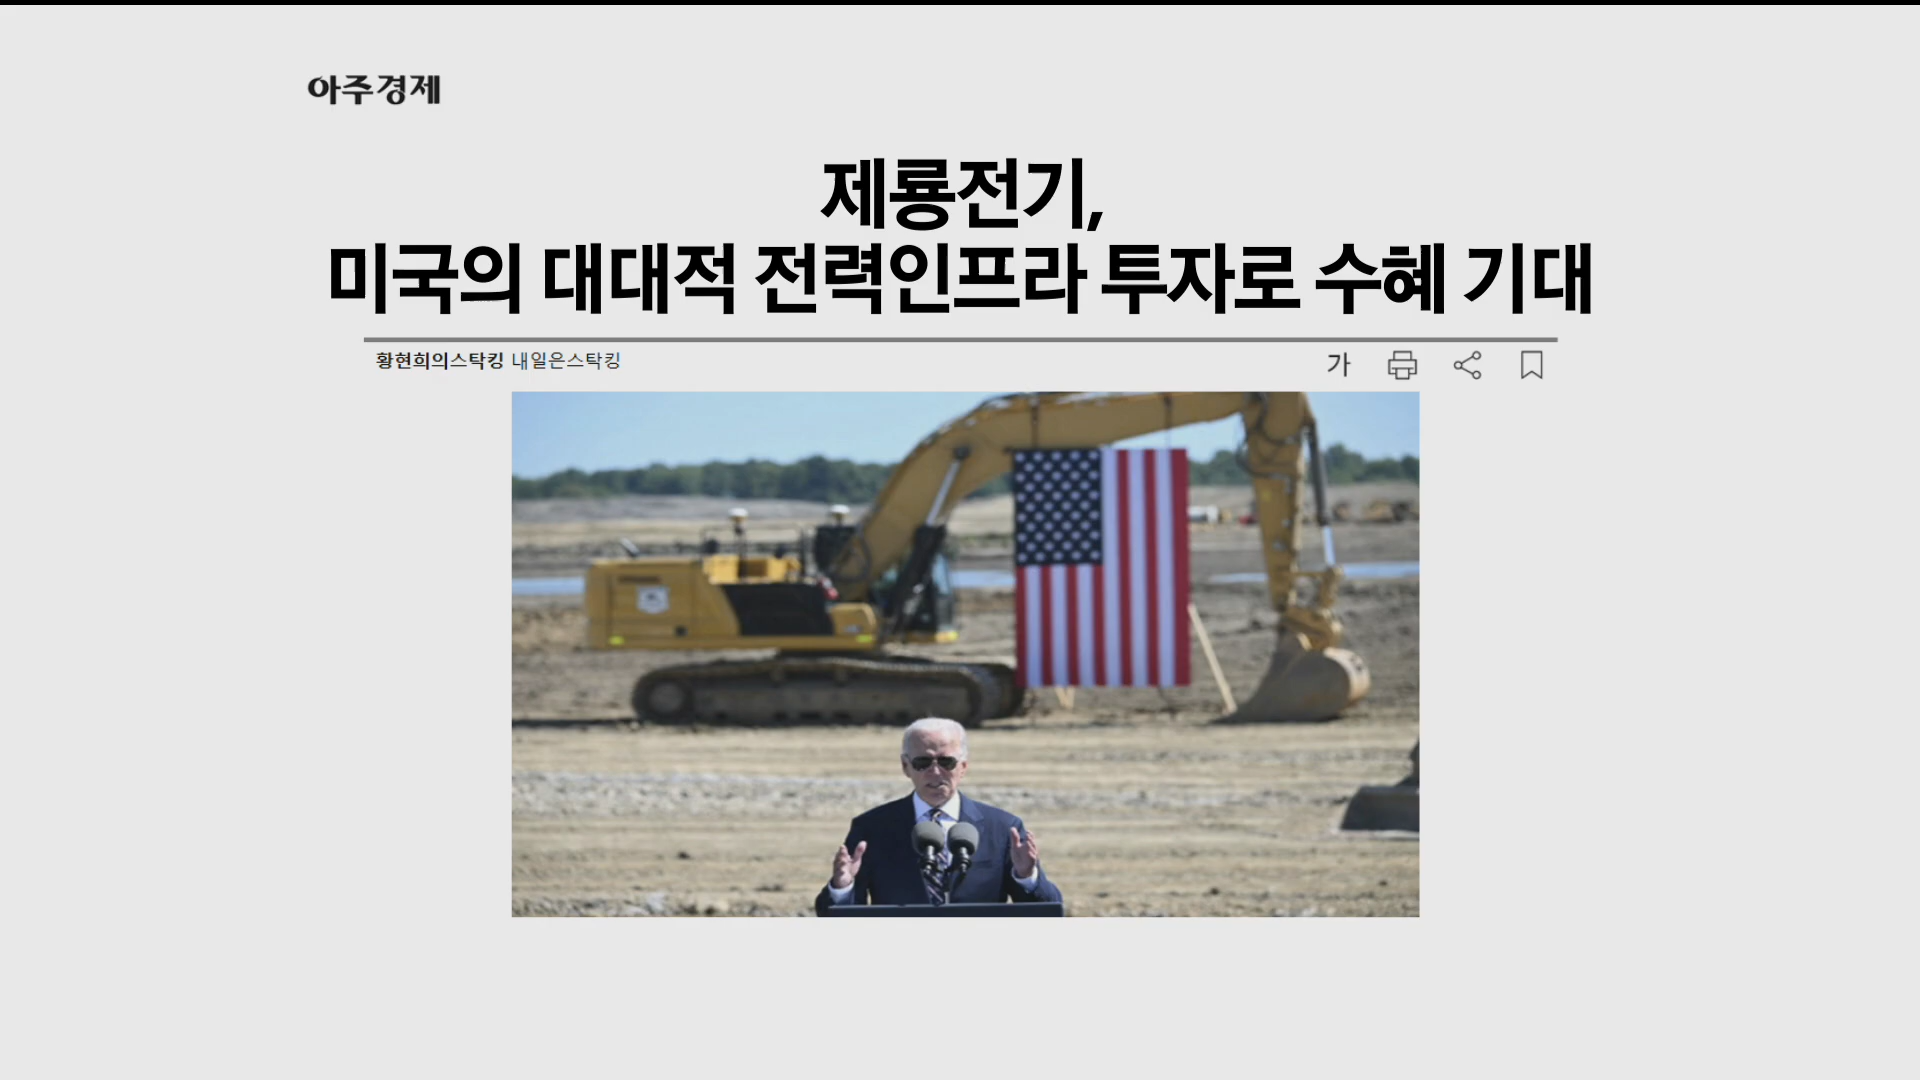 아주경제
제룡전기,
미국의 대대적 전력인프라 투자로 수혜 기대
황현희의스탁킹 내일은스탁킹
가